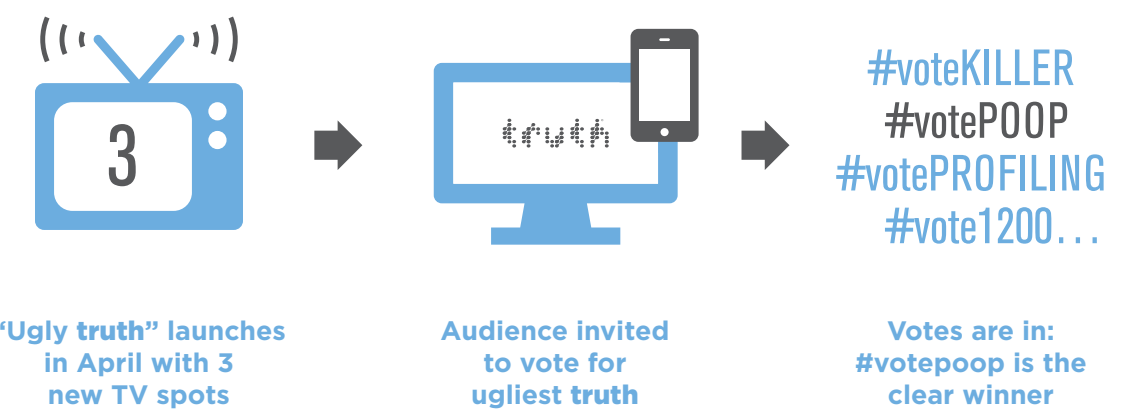 3
truth
#voteKILLER
#votePOOP
#votePROFILING
#vote1200...
“Ugly truth” launches
in April with 3
new TV spots
Audience invited
to vote for
ugliest truth
Votes are in:
#votepoop is the
clear winner